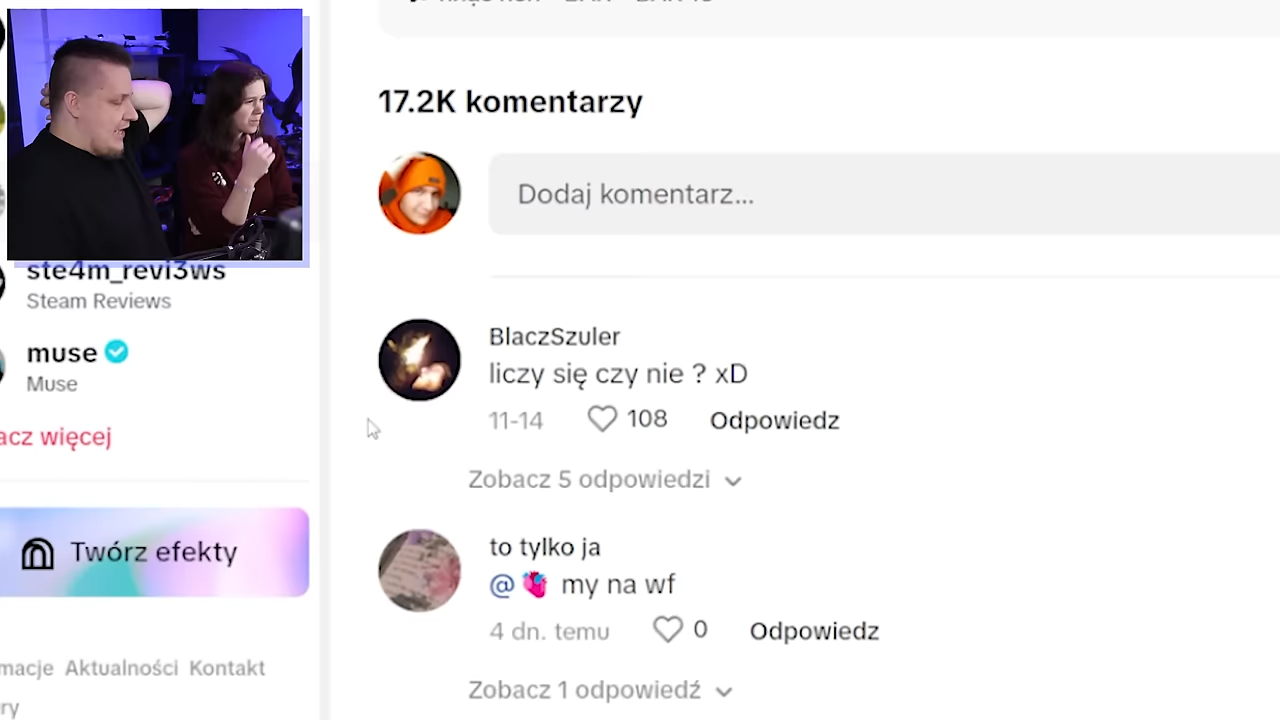 17.2K komentarzy
Dodaj komentarz...
ste4m_revi3ws
Steam Reviews
muse
Muse
acz więcej
Twórz efekty
macje Aktualności Kontakt
ry
BlaczSzuler
liczy się czy nie ? xD
11-14 108 Odpowiedz
Zobacz 5 odpowiedzi
to tylko ja
@ my na wf
4 dn. temu 0 Odpowiedz
Zobacz 1 odpowiedź